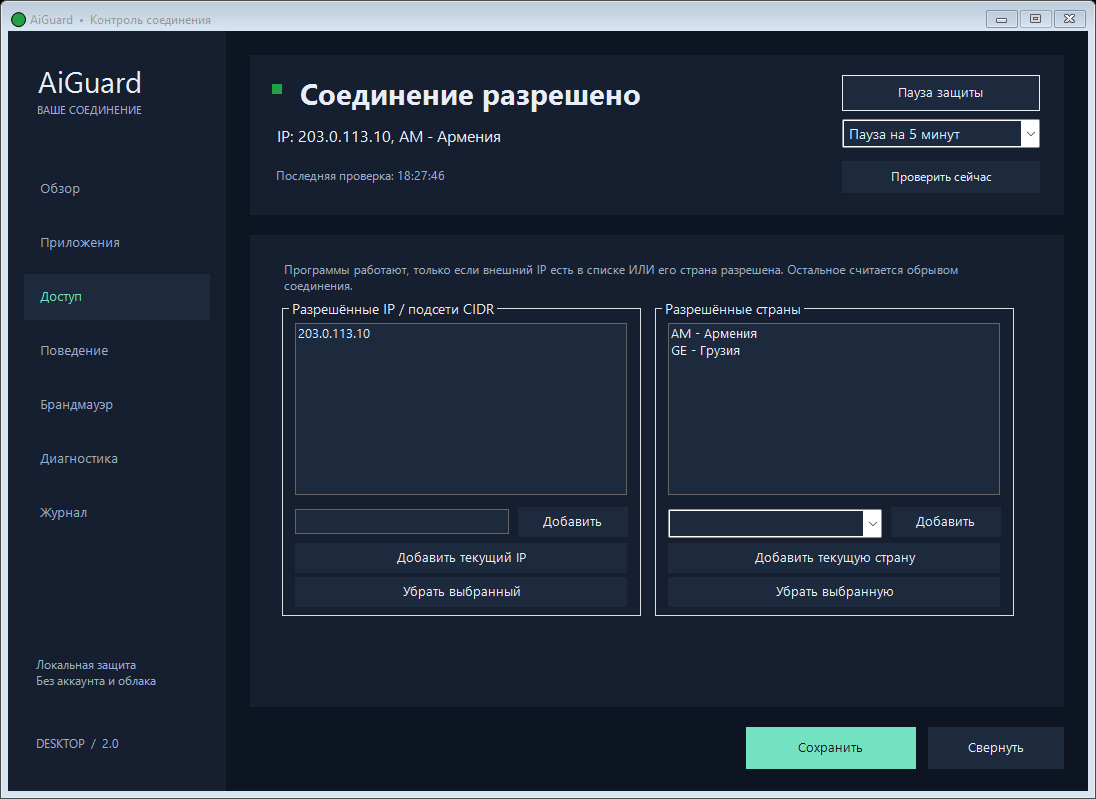 AiGuard • Контроль соединения
AiGuard
ВАШЕ СОЕДИНЕНИЕ
Обзор
Приложения
Доступ
Поведение
Брандмауэр
Диагностика
Журнал
Локальная защита
Без аккаунта и облака
DESKTOP / 2.0
Соединение разрешено
IP: 203.0.113.10, AM - Армения
Последняя проверка: 18:27:46
Пауза защиты
Пауза на 5 минут
Проверить сейчас
Программы работают, только если внешний IP есть в списке ИЛИ его страна разрешена. Остальное считается обрывом
соединения.
Разрешённые IP / подсети CIDR
203.0.113.10
Добавить
Добавить текущий IP
Убрать выбранный
Разрешённые страны
AM - Армения
GE - Грузия
Добавить
Добавить текущую страну
Убрать выбранную
Сохранить
Свернуть